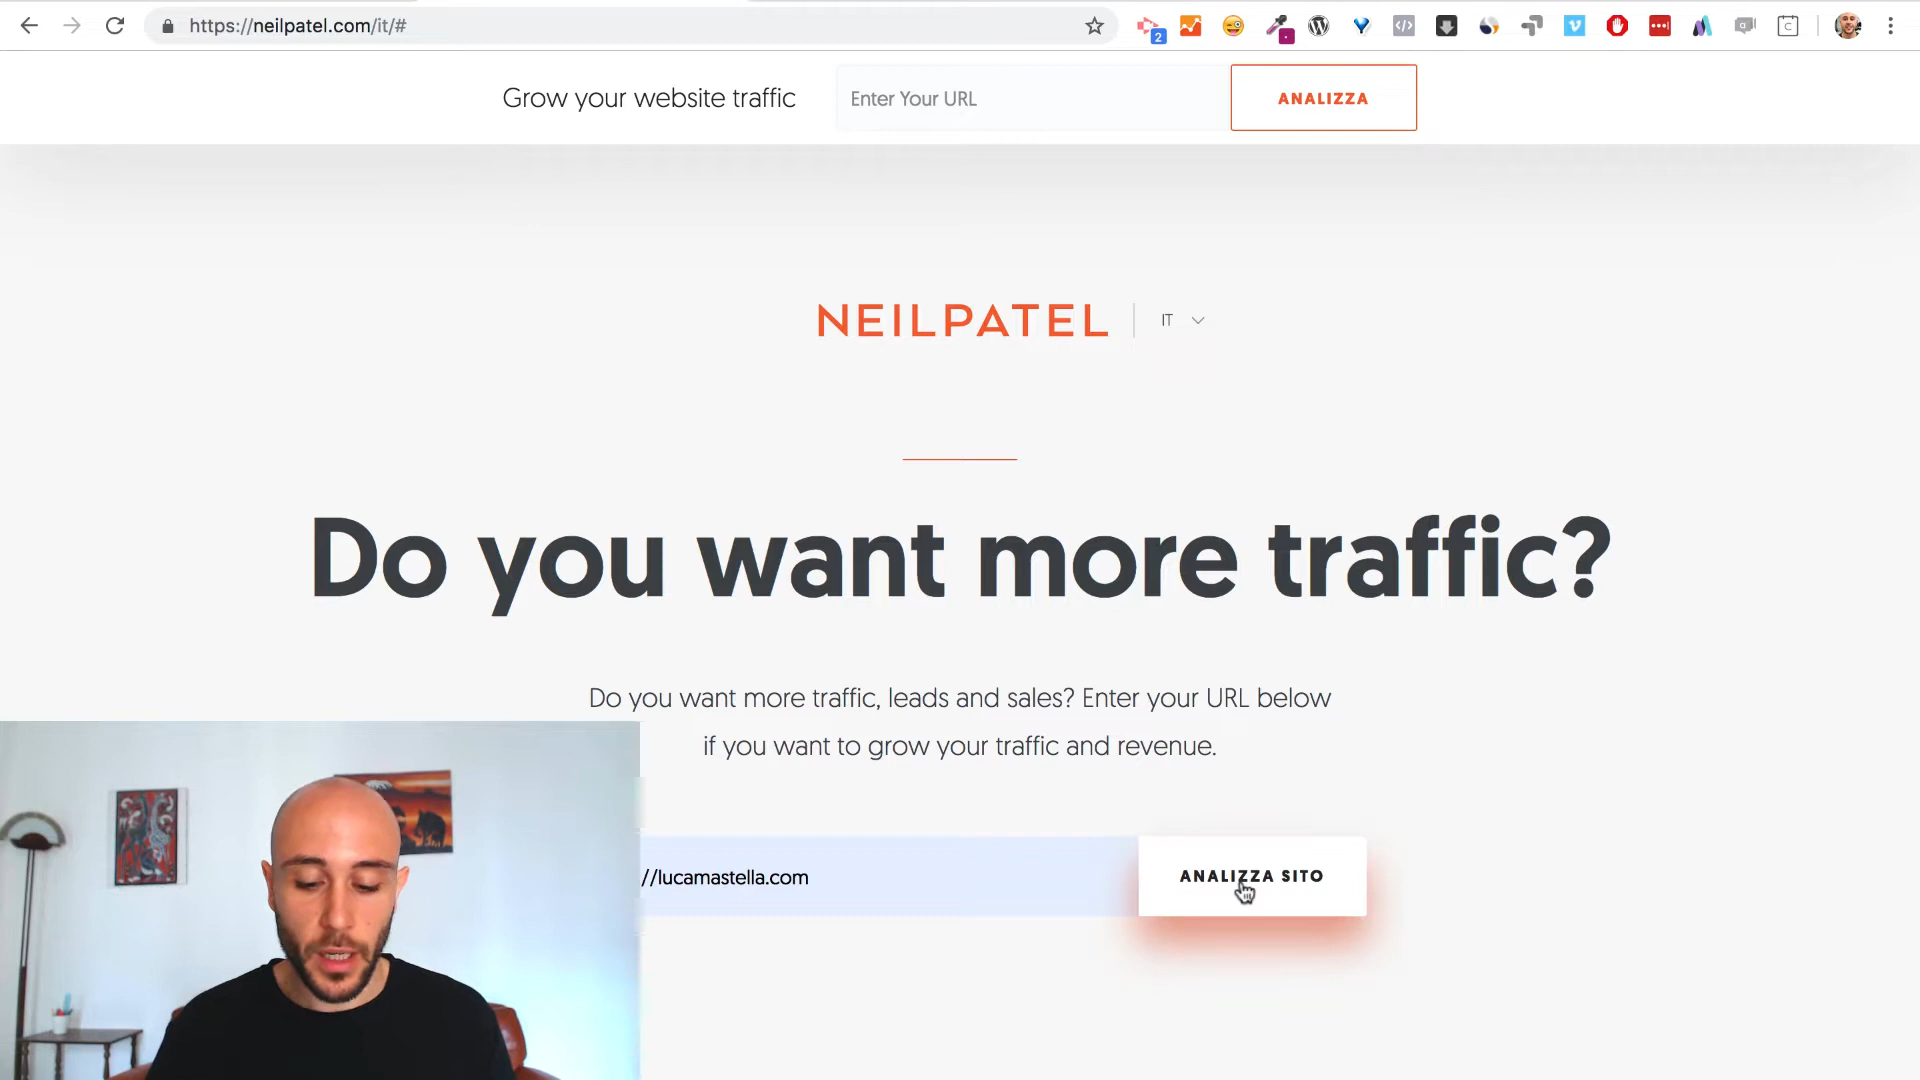 https://neilpatel.com/it/#
2
Grow your website traffic
Enter Your URL
ANALIZZA
NEILPATEL
IT
Do you want more traffic?
Do you want more traffic, leads and sales? Enter your URL below
if you want to grow your traffic and revenue.
//lucamastella.com
ANALIZZA SITO